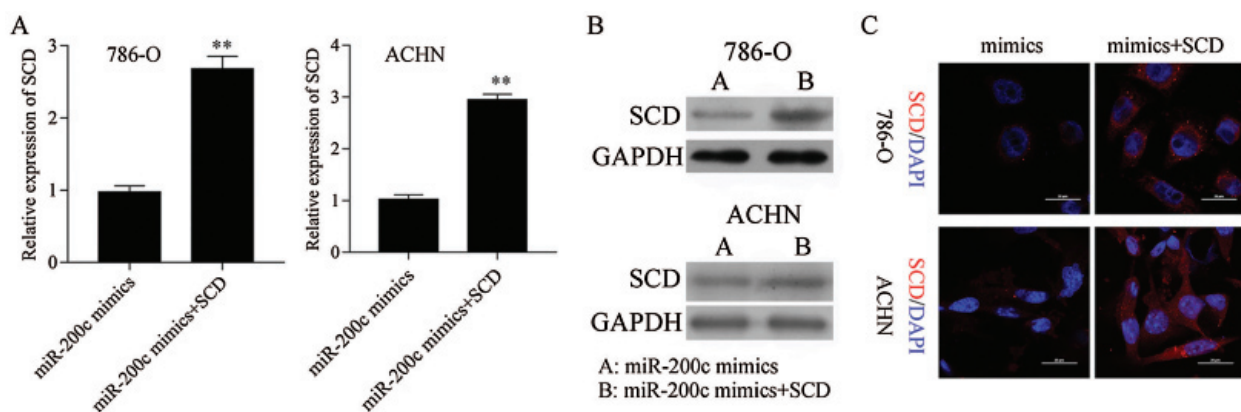 A
Relative expression of SCD
3
2
1
0
786-O
**
miR-200c mimics
miR-200c mimics+SCD
Relative expression of SCD
4
3
2
1
0
ACHN
**
miR-200c mimics
miR-200c mimics+SCD
B
786-O
A B
SCD
GAPDH
ACHN
A B
SCD
GAPDH
A: miR-200c mimics
B: miR-200c mimics+SCD
C
mimics mimics+SCD
786-O
SCD/DAPI
ACHN
SCD/DAPI